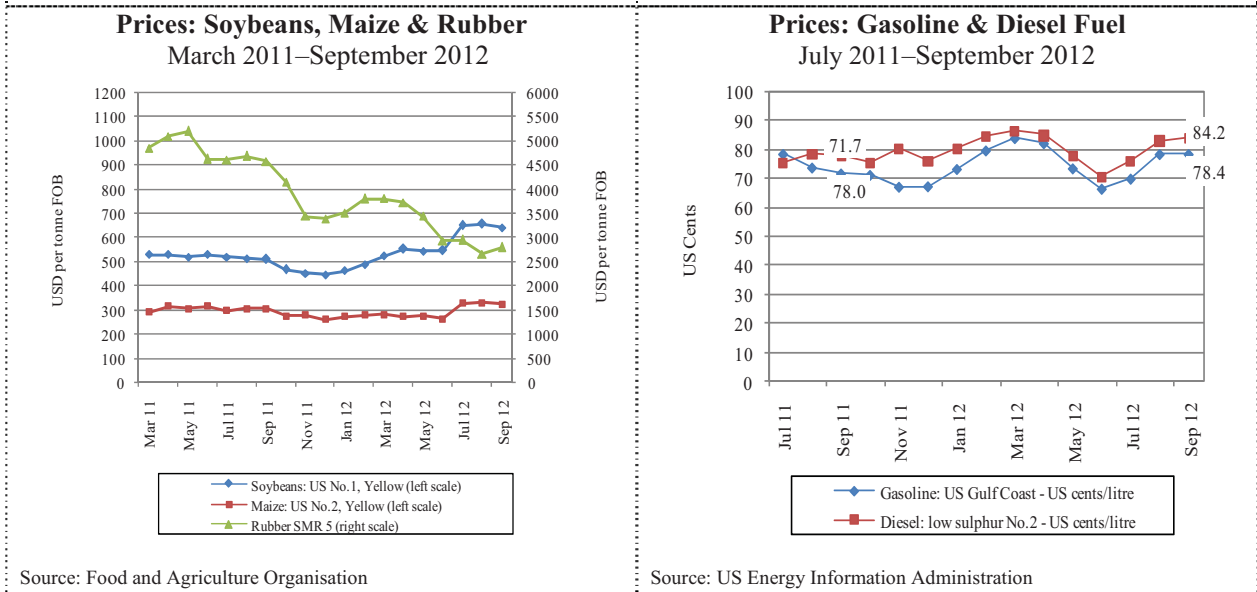 Prices: Soybeans, Maize & Rubber
March 2011–September 2012
USD per tonne FOB
1200
1100
1000
900
800
700
600
500
400
300
200
100
0
6000
5500
5000
4500
4000
3500
3000
2500
2000
1500
1000
500
0
USD per tonne FOB
Mar 11
May 11
Jul 11
Sep 11
Nov 11
Jan 12
Mar 12
May 12
Jul 12
Sep 12
Soybeans: US No.1, Yellow (left scale)
Maize: US No.2, Yellow (left scale)
Rubber SMR 5 (right scale)
Source: Food and Agriculture Organisation
Prices: Gasoline & Diesel Fuel
July 2011–September 2012
US Cents
100
90
80
70
60
50
40
30
20
10
0
71.7
78.0
84.2
78.4
Jul 11
Sep 11
Nov 11
Jan 12
Mar 12
May 12
Jul 12
Sep 12
Gasoline: US Gulf Coast - US cents/litre
Diesel: low sulphur No.2 - US cents/litre
Source: US Energy Information Administration